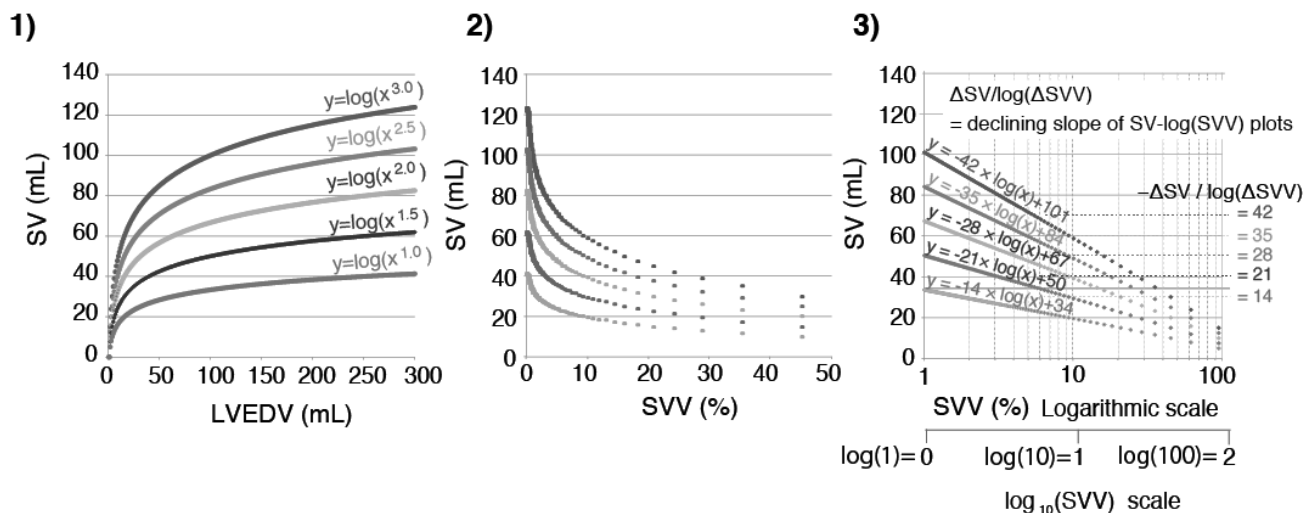 1)
140
120
100
80
60
40
20
0
SV (mL)
y=log(x^3.0)
y=log(x^2.5)
y=log(x^2.0)
y=log(x^1.5)
y=log(x^1.0)
0 50 100 150 200 250 300
LVEDV (mL)
2)
140
120
100
80
60
40
20
0
SV (mL)
0 10 20 30 40 50
SVV (%)
3)
140
120
100
80
60
40
20
0
SV (mL)
ΔSV/log(ΔSVV)
= declining slope of SV-log(SVV) plots
y = -42 × log(x)+101
y = -35 × log(x)+84
y = -28 × log(x)+67
y = -21× log(x)+50
y = -14 × log(x)+34
−ΔSV / log(ΔSVV)
= 42
= 35
= 28
= 21
= 14
1 10 100
SVV (%) Logarithmic scale
log(1)= 0 log(10)= 1 log(100)= 2
log₁₀(SVV) scale